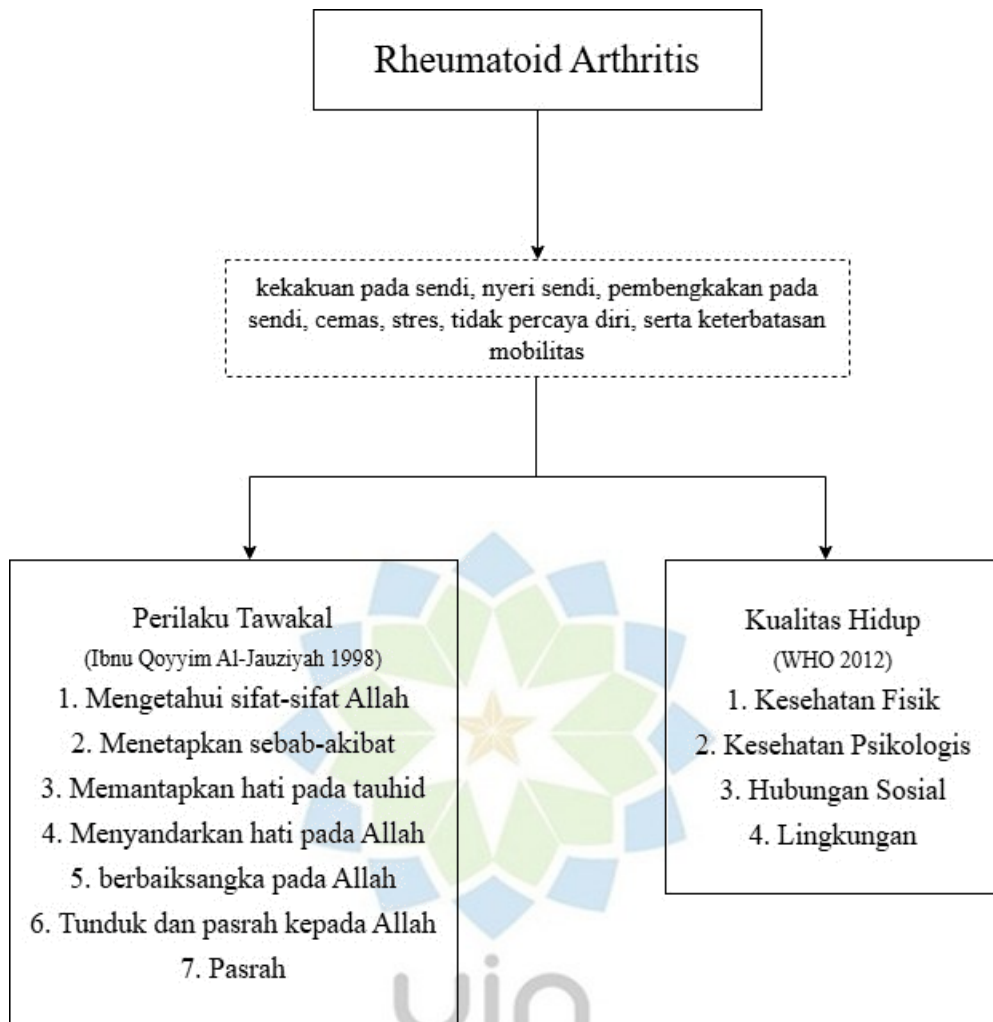 Rheumatoid Arthritis
kekakuan pada sendi, nyeri sendi, pembengkakan pada
sendi, cemas, stres, tidak percaya diri, serta keterbatasan
mobilitas
Perilaku Tawakal
(Ibnu Qoyyim Al-Jauziyah 1998)
1. Mengetahui sifat-sifat Allah
2. Menetapkan sebab-akibat
3. Memantapkan hati pada tauhid
4. Menyandarkan hati pada Allah
5. berbaiksangka pada Allah
6. Tunduk dan pasrah kepada Allah
7. Pasrah
Kualitas Hidup
(WHO 2012)
1. Kesehatan Fisik
2. Kesehatan Psikologis
3. Hubungan Sosial
4. Lingkungan
uin